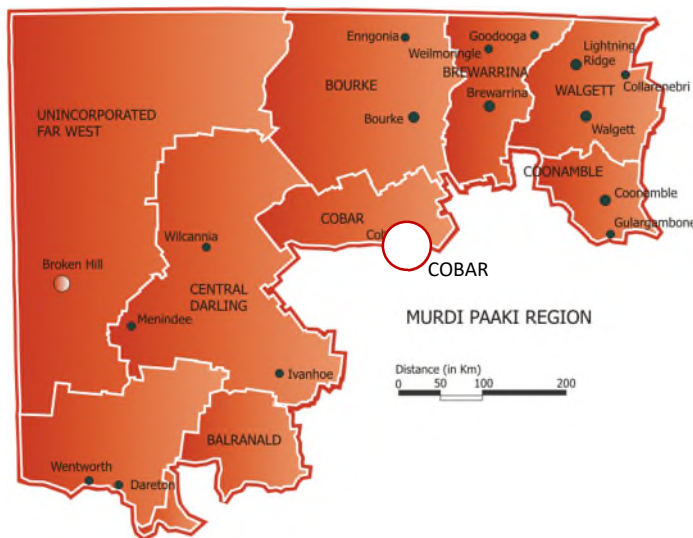 Enngonia
Goodooga
Weilmoringle
Lightning
Ridge
BREWARRINA
Collarenebri
BOURKE
WALGETT
UNINCORPORATED
FAR WEST
Brewarrina
Bourke
Walgett
COONAMBLE
Coonamble
COBAR
Gulargambone
Wilcannia
COBAR
Broken Hill
CENTRAL
DARLING
MURDI PAAKI REGION
Menindee
Distance (in Km)
0 50 100 200
Ivanhoe
BALRANALD
Wentworth
Dareton